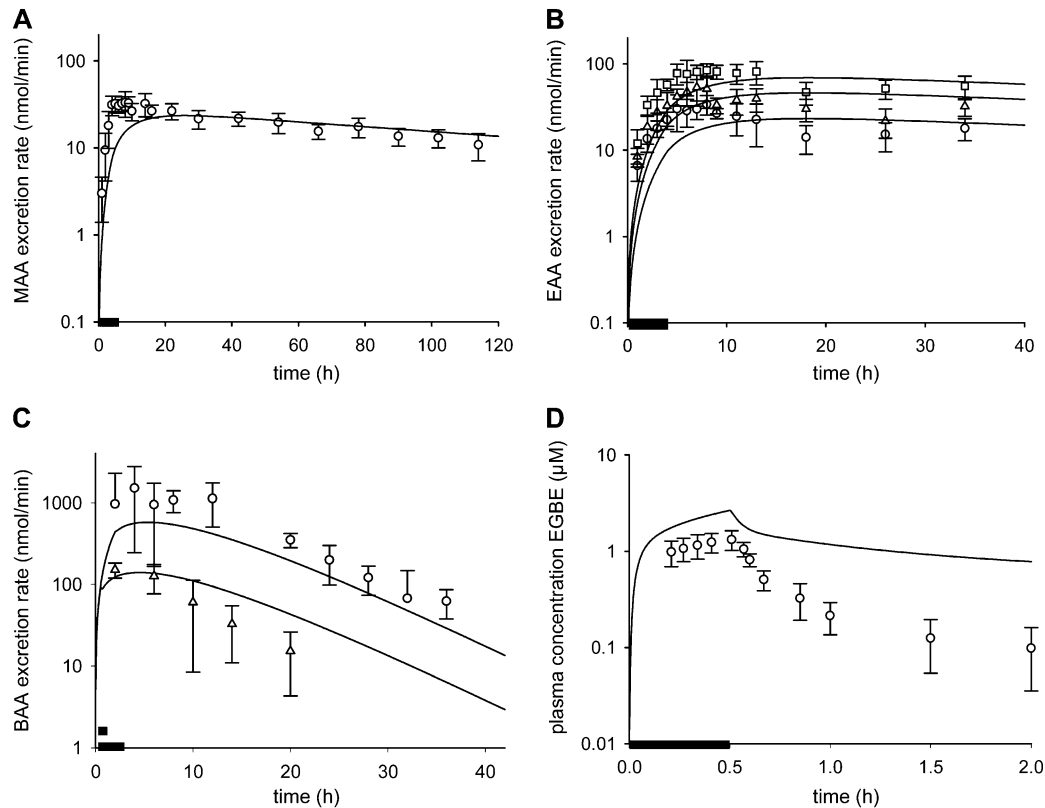 A
MAA excretion rate (nmol/min)
100
10
1
0.1
0 20 40 60 80 100 120
time (h)
B
EAA excretion rate (nmol/min)
100
10
1
0.1
0 10 20 30 40
time (h)
C
BAA excretion rate (nmol/min)
1000
100
10
1
0 20 20 40
time (h)
D
plasma concentration EGBE (µM)
10
1
0.1
0.01
0.0 0.5 1.0 1.5 2.0
time (h)